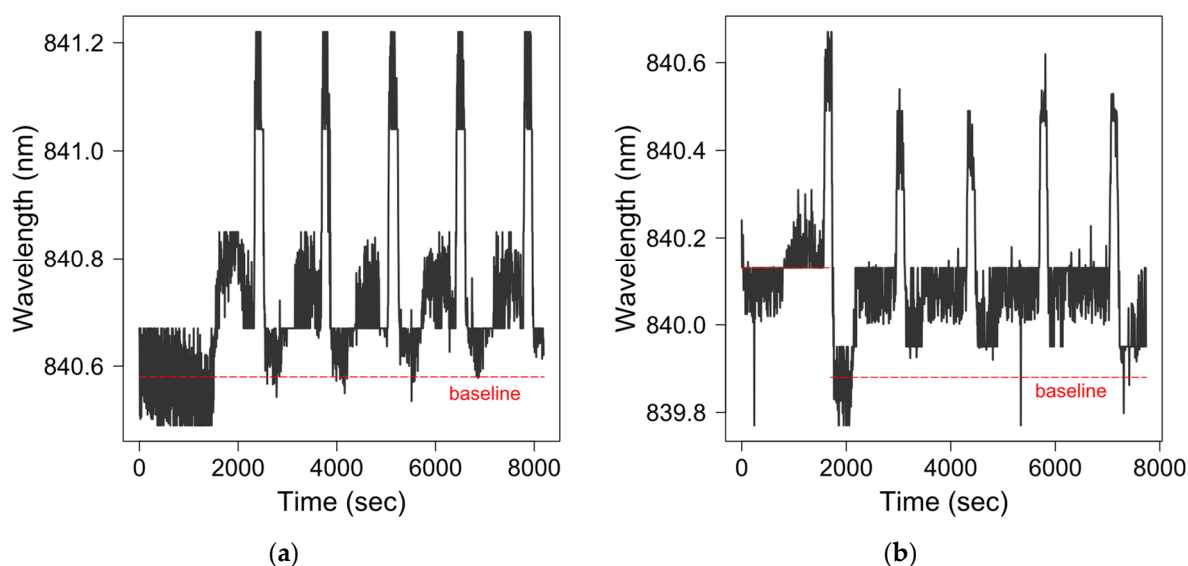 841.2
841.0
840.8
840.6
Wavelength (nm)
baseline
0 2000 4000 6000 8000
Time (sec)
(a)
840.6
840.4
840.2
840.0
839.8
Wavelength (nm)
baseline
0 2000 4000 6000 8000
Time (sec)
(b)